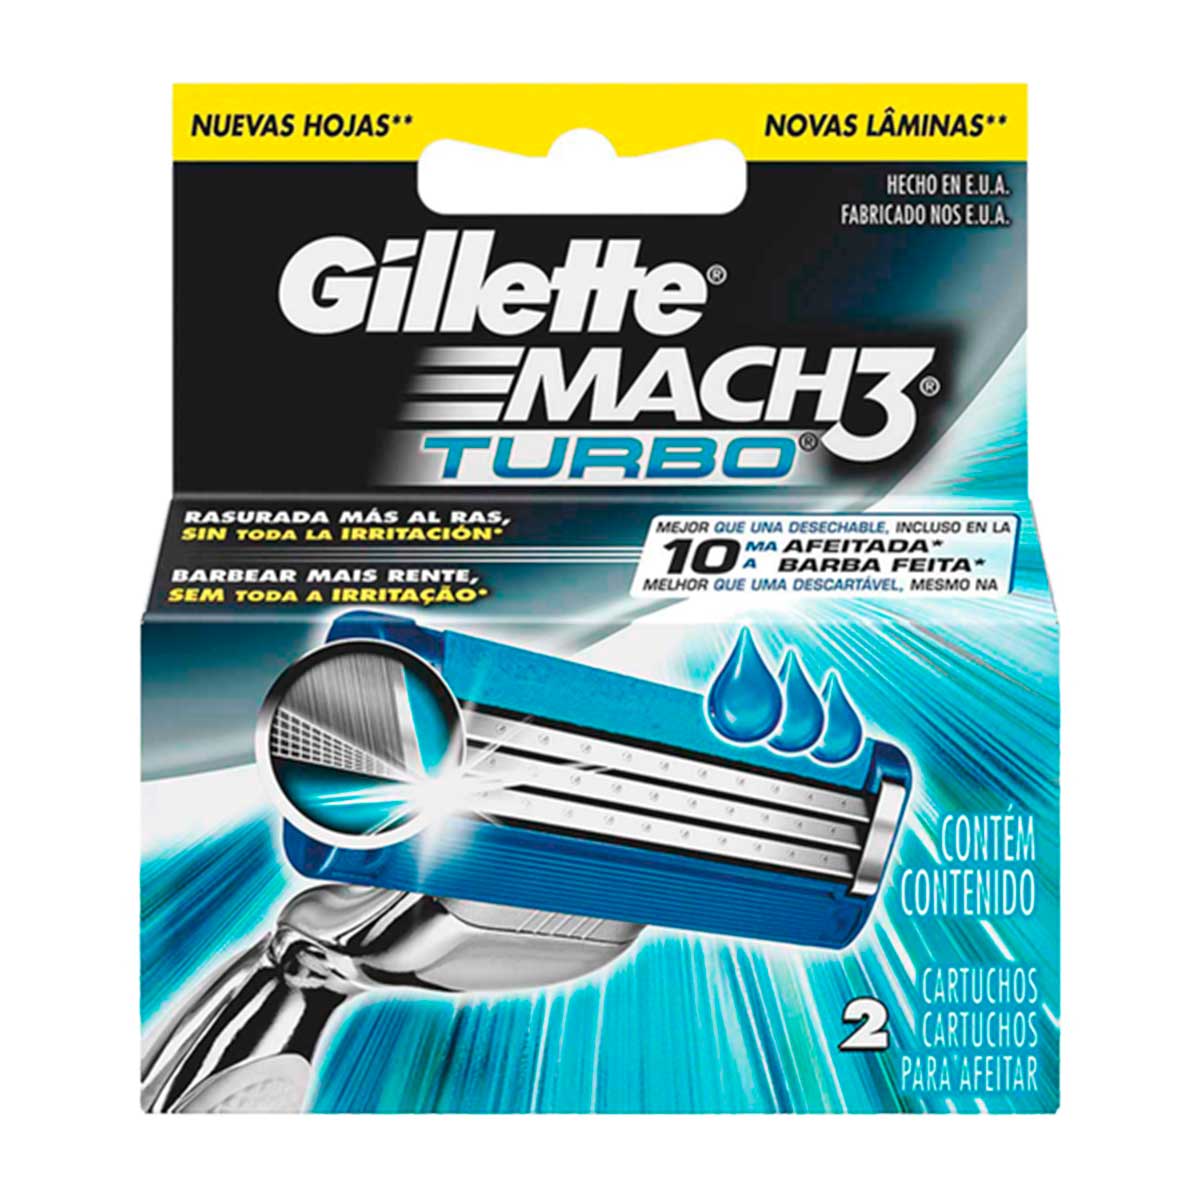 NUEVAS HOJAS**
NOVAS LÂMINAS**
HECHO EN E.U.A.
FABRICADO NOS E.U.A.
Gillette®
MACH3®
TURBO®
RASURADA MÁS AL RAS,
SIN TODA LA IRRITACIÓN*
BARBEAR MAIS RENTE,
SEM TODA A IRRITAÇÃO*
MEJOR QUE UNA DESECHABLE, INCLUSO EN LA
10 MA AFEITADA*
A BARBA FEITA*
MELHOR QUE UMA DESCARTÁVEL, MESMO NA
CONTÉM
CONTENIDO
2 CARTUCHOS
CARTUCHOS
PARA AFEITAR